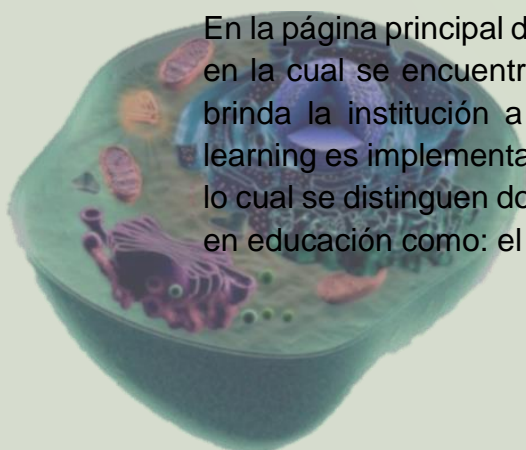 En la página principal d
en la cual se encuentr
brinda la institución a
learning es implementa
lo cual se distinguen do
en educación como: el